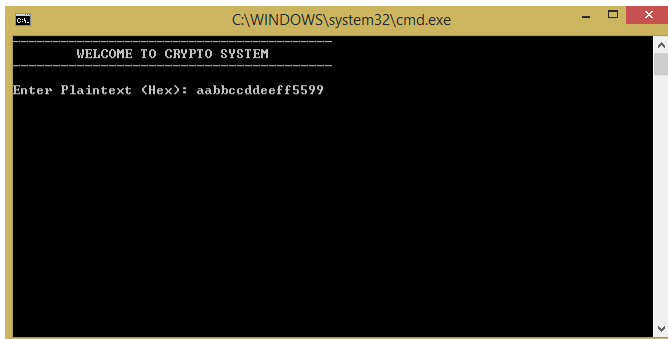 C:\WINDOWS\system32\cmd.exe
----------------------------------------
WELCOME TO CRYPTO SYSTEM
----------------------------------------
Enter Plaintext (Hex): aabbccddeeff5599